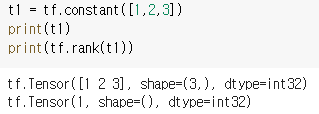 t1 = tf.constant([1,2,3])
print(t1)
print(tf.rank(t1))
tf.Tensor([1 2 3], shape=(3,), dtype=int32)
tf.Tensor(1, shape=(), dtype=int32)